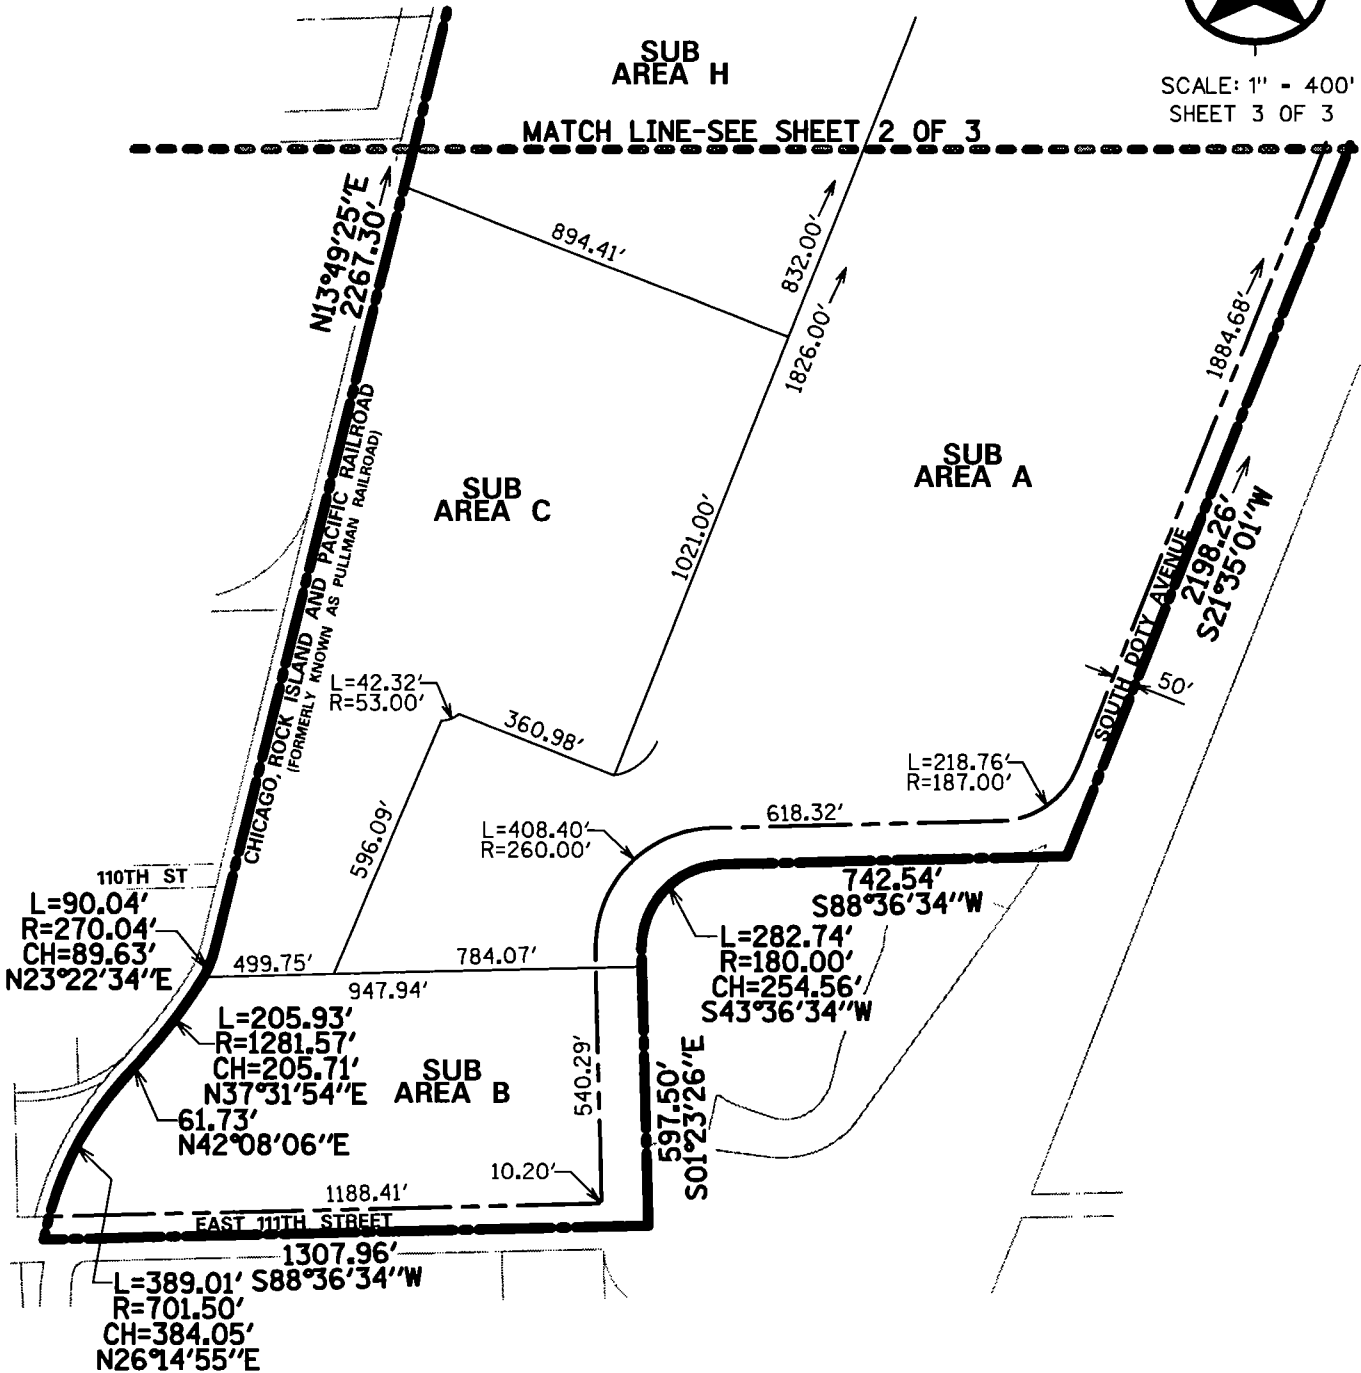 SUB
AREA H
SCALE: 1" = 400'
SHEET 3 OF 3
MATCH LINE-SEE SHEET 2 OF 3
N13°49'25"E
2267.30'
894.41'
832.00'
1826.00'
1884.68'
SUB
AREA C
SUB
AREA A
1021.00'
2198.26'
S21°35'01"W
SOUTH DOTY AVENUE
50'
CHICAGO, ROCK ISLAND AND PACIFIC RAILROAD
(FORMERLY KNOWN AS PULLMAN RAILROAD)
L=42.32'
R=53.00'
360.98'
L=218.76'
R=187.00'
618.32'
L=408.40'
R=260.00'
596.09'
110TH ST
742.54'
S88°36'34"W
L=90.04'
R=270.04'
CH=89.63'
N23°22'34"E
499.75'
784.07'
947.94'
L=282.74'
R=180.00'
CH=254.56'
S43°36'34"W
L=205.93'
R=1281.57'
CH=205.71'
N37°31'54"E
SUB
AREA B
61.73'
N42°08'06"E
540.29'
597.50'
S01°23'26"E
10.20'
1188.41'
EAST 111TH STREET
1307.96'
S88°36'34"W
L=389.01'
R=701.50'
CH=384.05'
N26°14'55"E